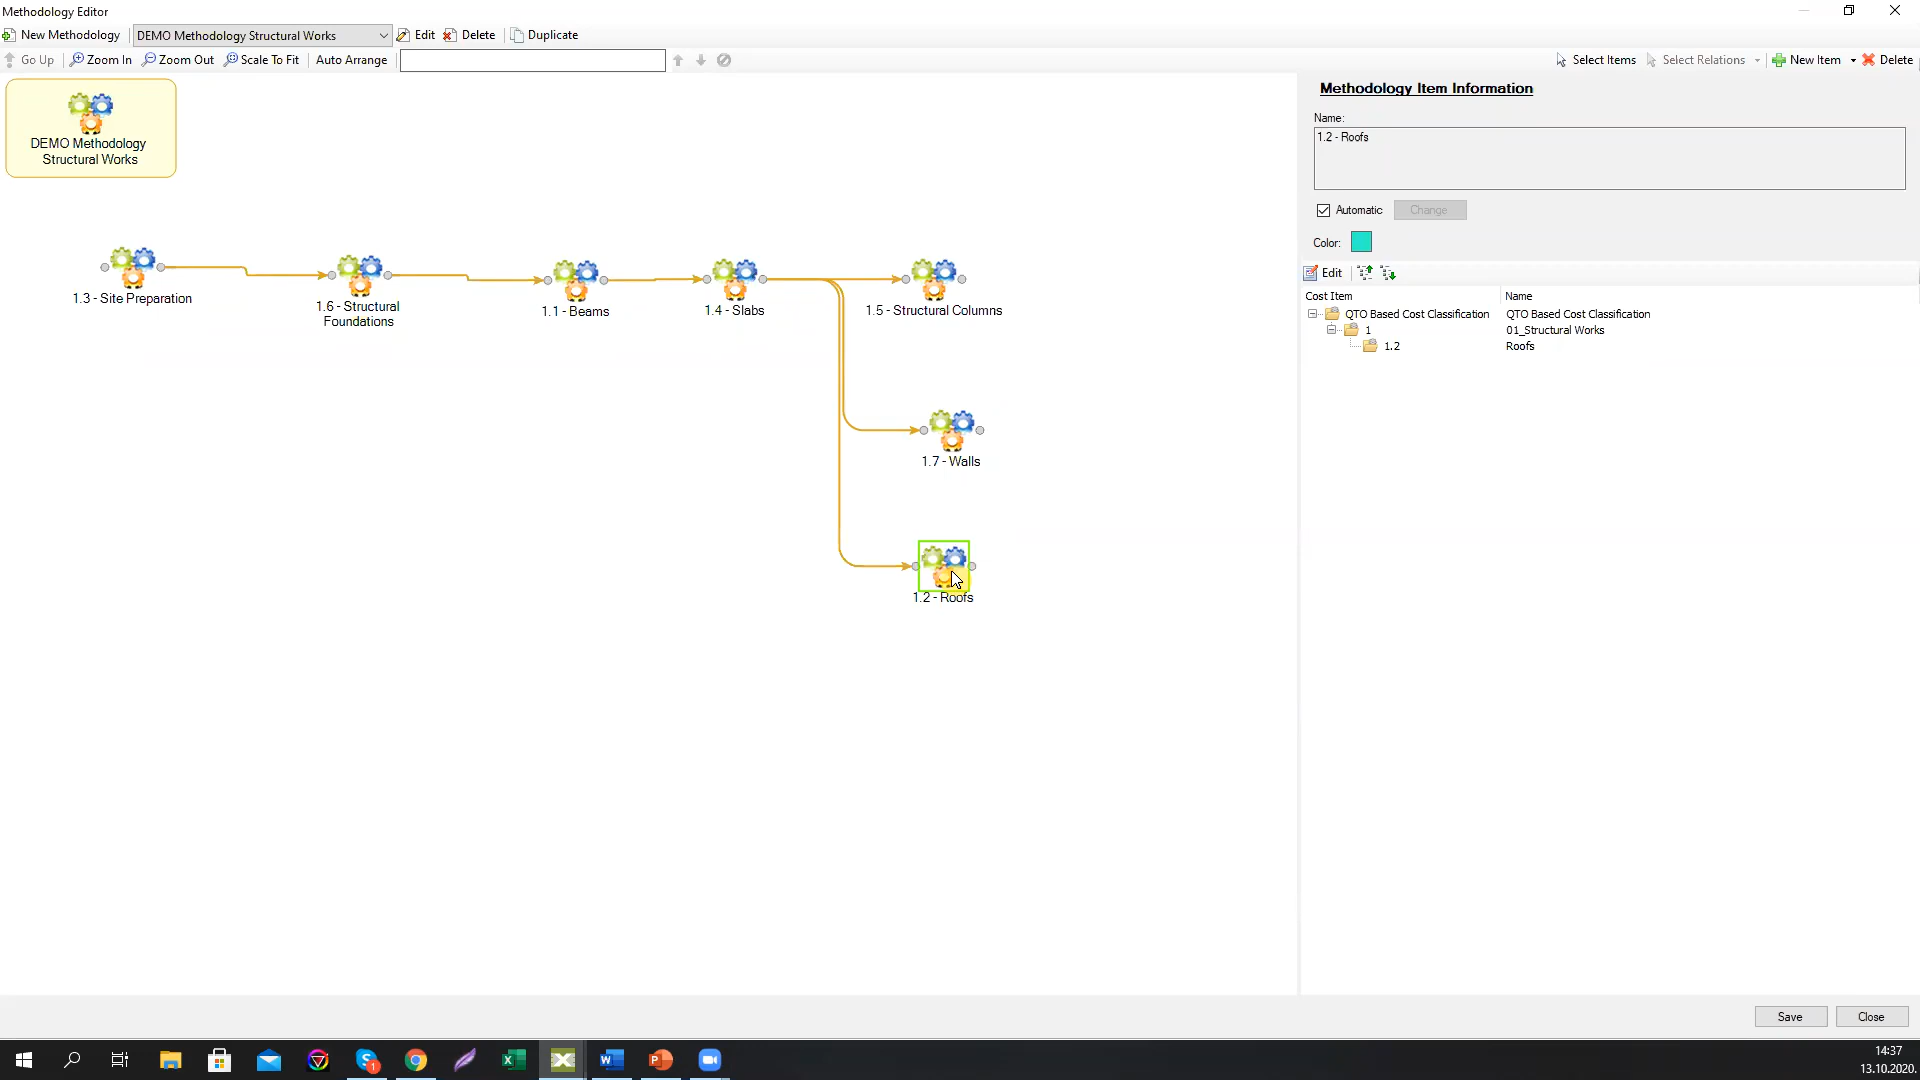 Methodology Editor
New Methodology DEMO Methodology Structural Works Edit Delete Duplicate
Go Up Zoom In Zoom Out Scale To Fit Auto Arrange Select Items Select Relations New Item Delete
DEMO Methodology
Structural Works
1.3 - Site Preparation
1.6 - Structural
Foundations
1.1 - Beams
1.4 - Slabs
1.5 - Structural Columns
1.7 - Walls
1.2 - Roofs
Methodology Item Information
Name:
1.2 - Roofs
Automatic Change
Color:
Edit
Cost Item Name
QTO Based Cost Classification QTO Based Cost Classification
1 01_Structural Works
1.2 Roofs
Save Close
14:37
13.10.2020.